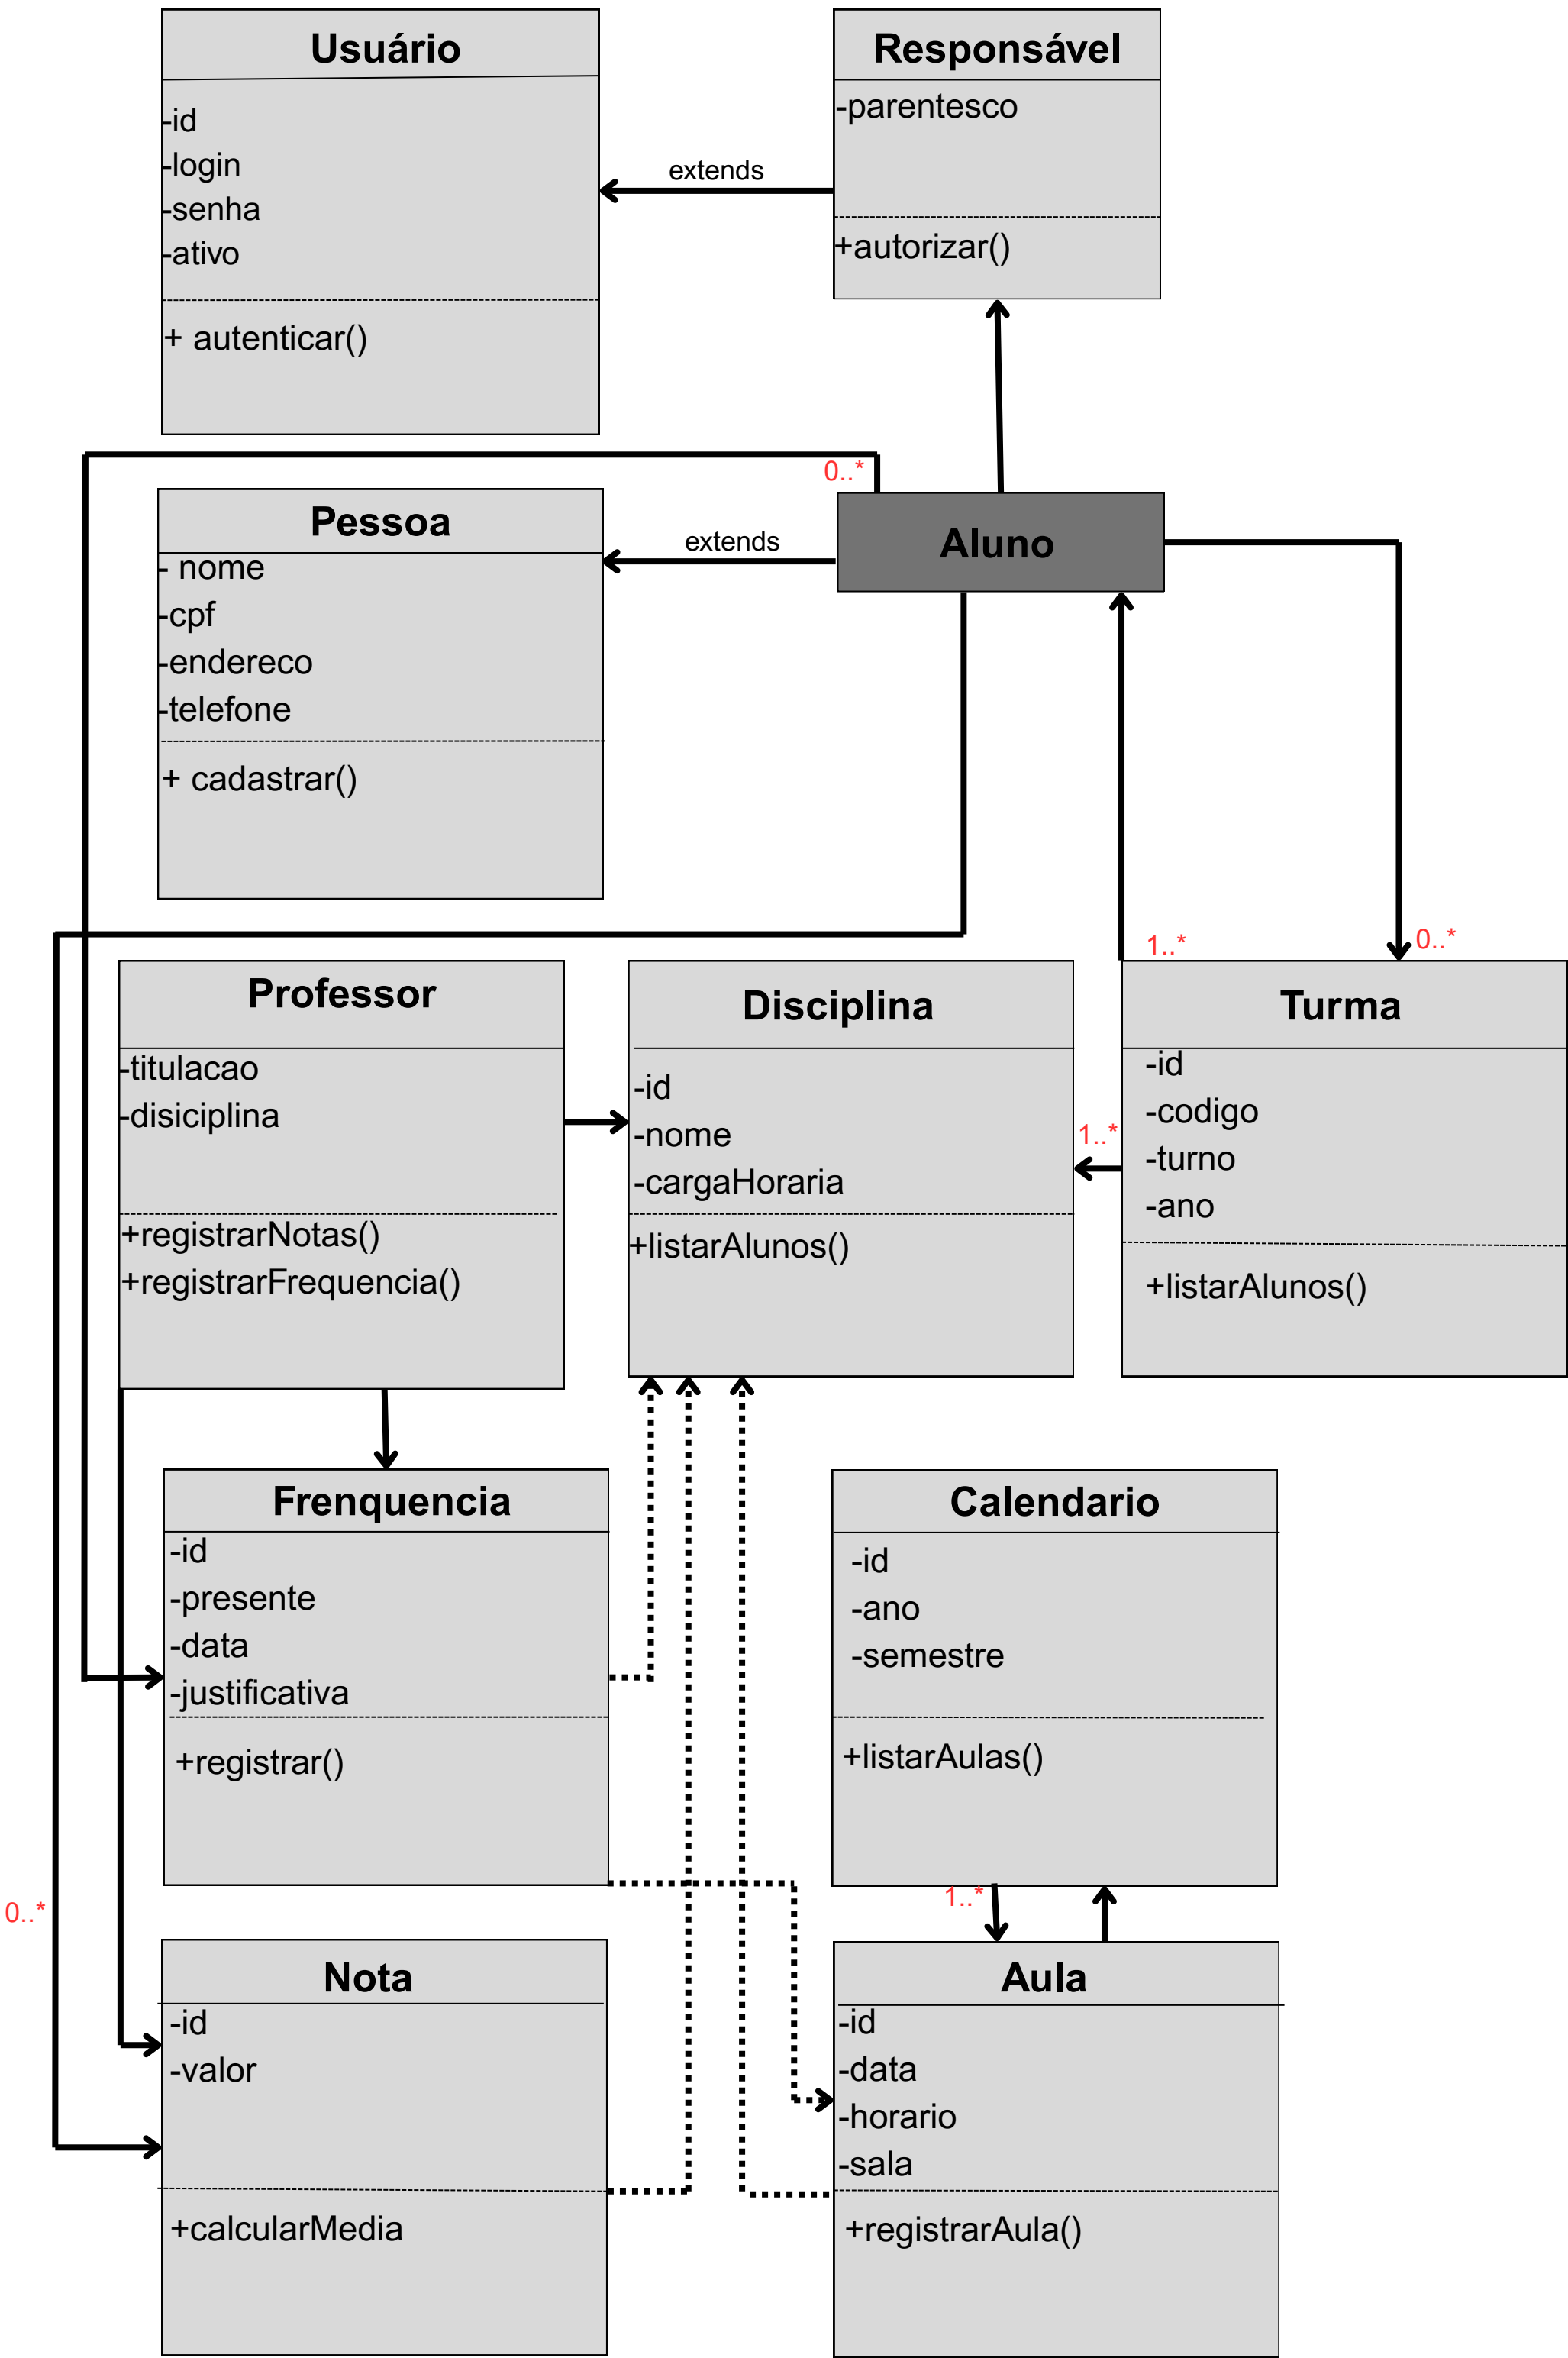 Usuário
-id
-login
-senha
-ativo
+ autenticar()
extends
Responsável
-parentesco
+autorizar()
0..*
Pessoa
- nome
-cpf
-endereco
-telefone
+ cadastrar()
extends
Aluno
1..*
0..*
Professor
-titulacao
-disiciplina
+registrarNotas()
+registrarFrequencia()
Disciplina
-id
-nome
-cargaHoraria
+listarAlunos()
1..*
Turma
-id
-codigo
-turno
-ano
+listarAlunos()
Frenquencia
-id
-presente
-data
-justificativa
+registrar()
Calendario
-id
-ano
-semestre
+listarAulas()
1..*
0..*
Nota
-id
-valor
+calcularMedia
Aula
-id
-data
-horario
-sala
+registrarAula()